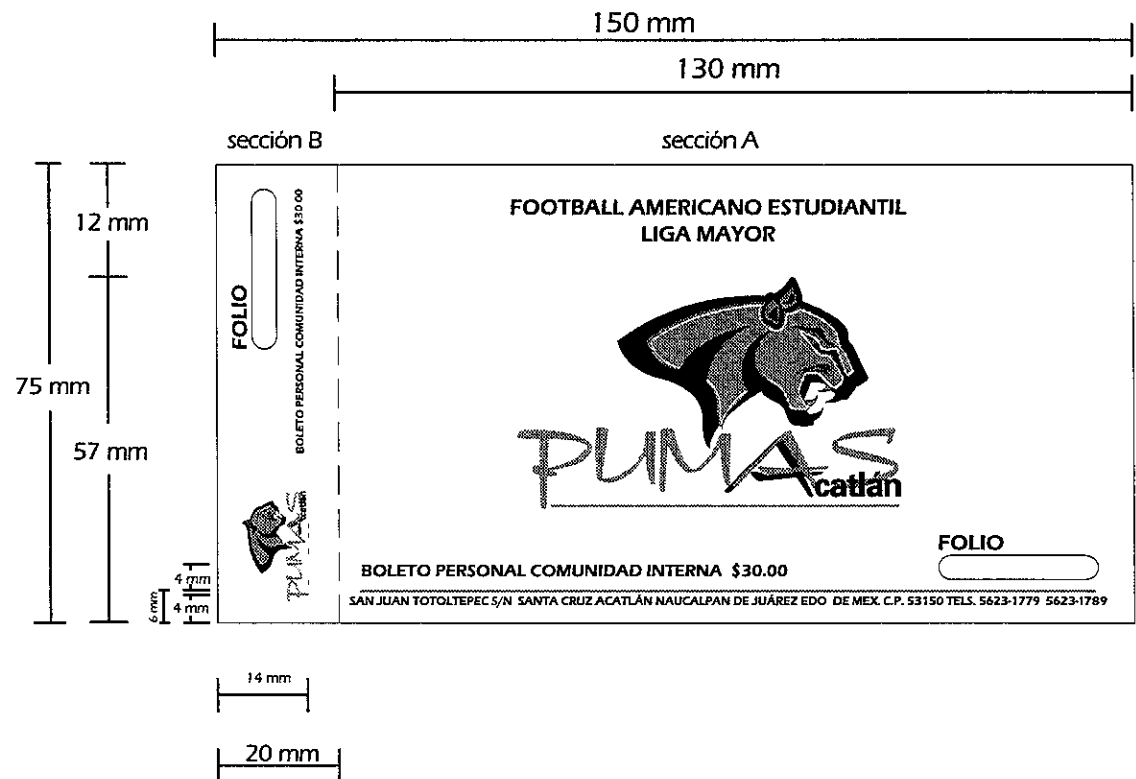 150 mm
130 mm
sección B
sección A
12 mm
75 mm
57 mm
4 mm
6 mm
4 mm
FOLIO
BOLETO PERSONAL COMUNIDAD INTERNA $30.00
PUMAS
Acatlán
FOOTBALL AMERICANO ESTUDIANTIL
LIGA MAYOR
PUMAS
Acatlán
FOLIO
BOLETO PERSONAL COMUNIDAD INTERNA $30.00
SAN JUAN TOTOLTEPEC S/N SANTA CRUZ ACATLÁN NAUCALPAN DE JUÁREZ EDO DE MEX. C.P. 53150 TELS. 5623-1779 5623-1789
14 mm
20 mm